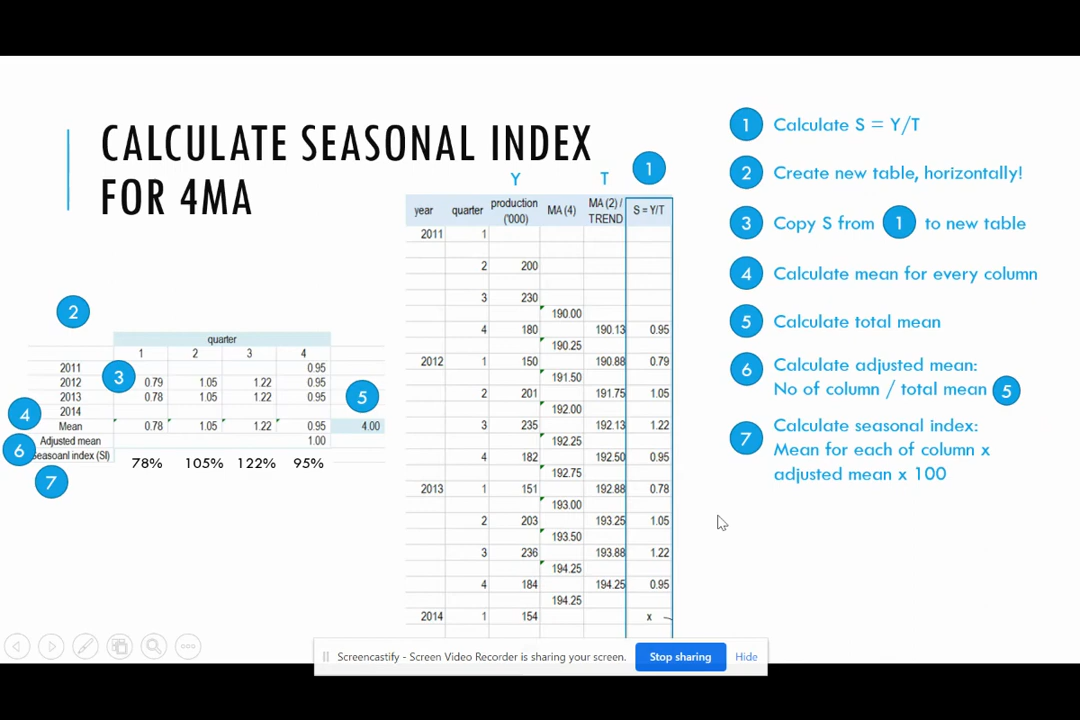 CALCULATE SEASONAL INDEX
FOR 4MA
Y
T
1
year quarter production ('000) MA (4) MA (2) / TREND S = Y/T
2011 1
2 200
3 230
190.00
4 180 190.13 0.95
190.25
2012 1 150 190.88 0.79
191.50
2 201 191.75 1.05
192.00
3 235 192.13 1.22
192.25
4 182 192.50 0.95
192.75
2013 1 151 192.88 0.78
193.00
2 203 193.25 1.05
193.50
3 236 193.88 1.22
194.25
4 184 194.25 0.95
194.25
2014 1 154 x
2
quarter
1 2 3 4
2011 0.95
2012 3 0.79 1.05 1.22 0.95
2013 0.78 1.05 1.22 0.95
5
2014
4
Mean 0.78 1.05 1.22 0.95 4.00
6 Adjusted mean 1.00
seasoanl index (SI)
78% 105% 122% 95%
7
1 Calculate S = Y/T
2 Create new table, horizontally!
3 Copy S from 1 to new table
4 Calculate mean for every column
5 Calculate total mean
6 Calculate adjusted mean:
No of column / total mean 5
7 Calculate seasonal index:
Mean for each of column x
adjusted mean x 100
Screencastify - Screen Video Recorder is sharing your screen. Stop sharing Hide